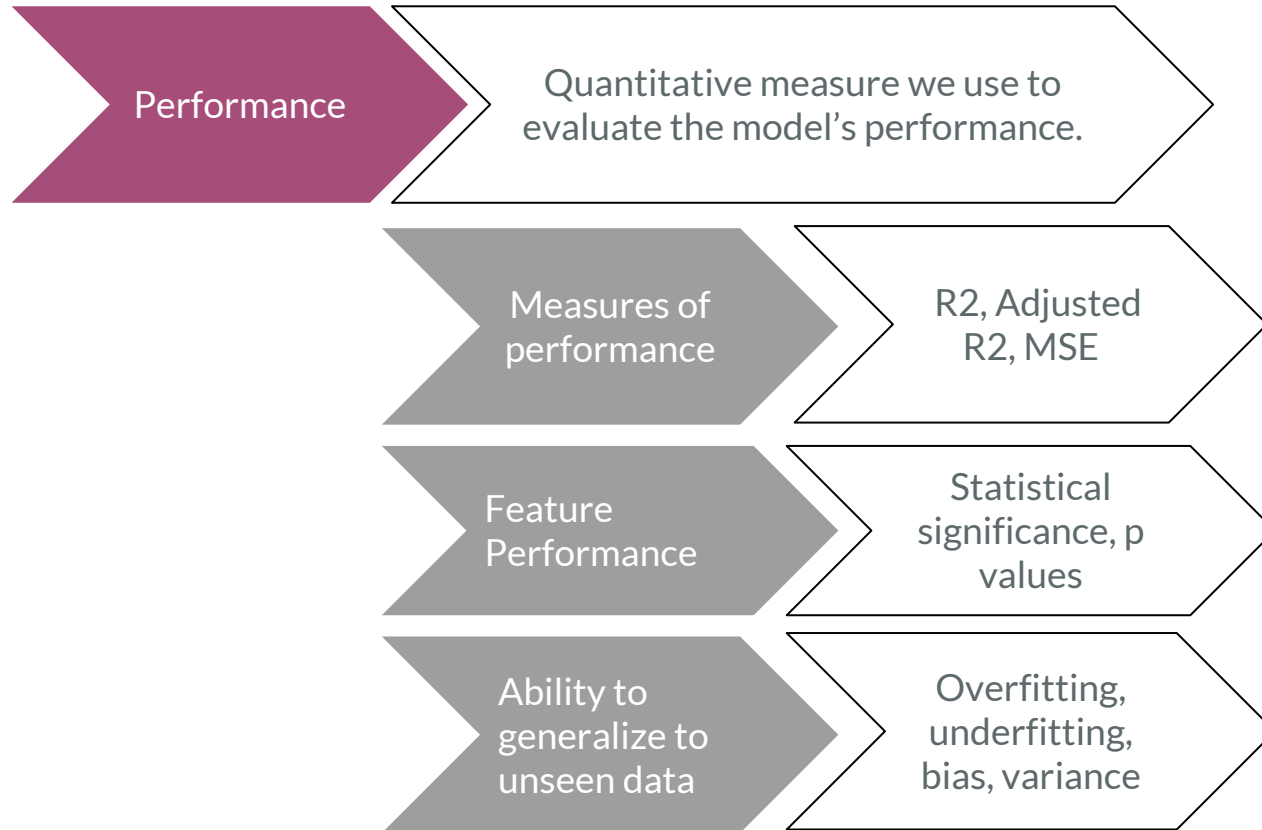 Performance
Quantitative measure we use to
evaluate the model’s performance.
Measures of
performance
R2, Adjusted
R2, MSE
Feature
Performance
Statistical
significance, p
values
Ability to
generalize to
unseen data
Overfitting,
underfitting,
bias, variance